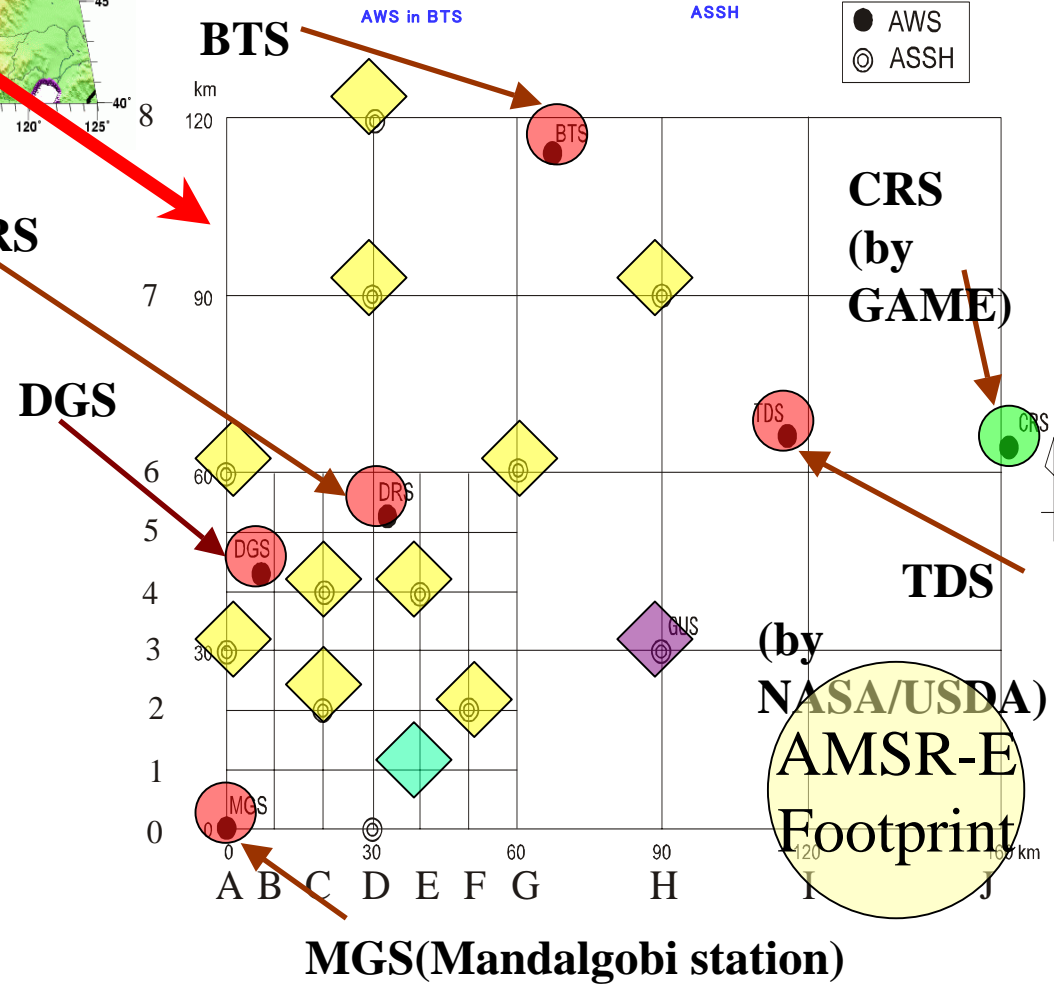 45
40°
120° 125°
AWS in BTS
ASSH
AWS
ASSH
BTS
km
8
120
BTS
CRS
(by
GAME)
RS
7
90
DGS
TDS
CRS
6
60
DRS
5
DGS
4
TDS
3
30
GUS
(by
NASA/USDA)
2
AMSR-E
Footprint
1
MGS
0
0
0 30 60 90 120 160 km
A B C D E F G H I J
MGS(Mandalgobi station)